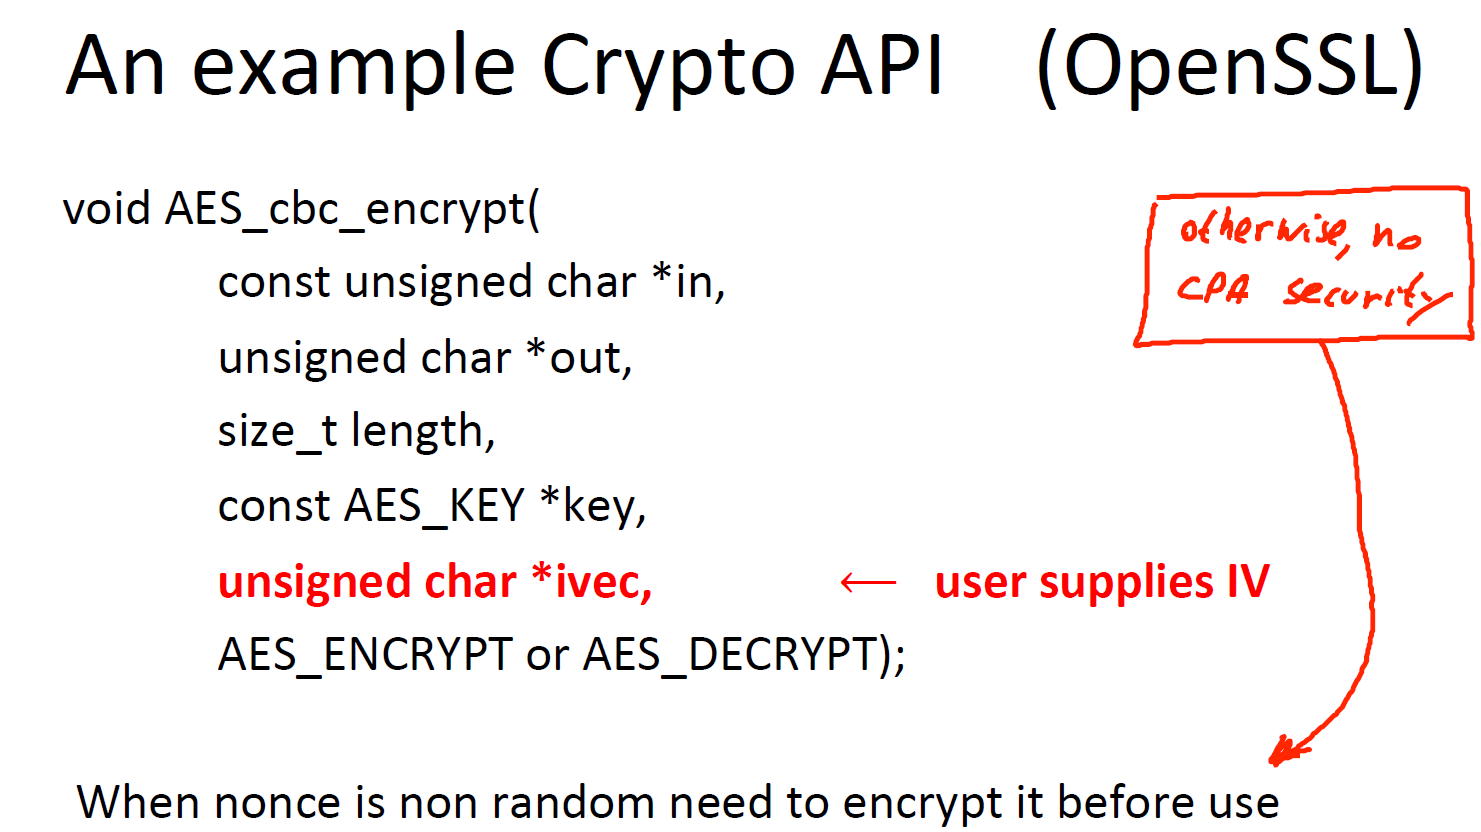 An example Crypto API (OpenSSL)
void AES_cbc_encrypt(
otherwise, no
CPA security
const unsigned char *in,
unsigned char *out,
size_t length,
const AES_KEY *key,
unsigned char *ivec, ⟵ user supplies IV
AES_ENCRYPT or AES_DECRYPT);
When nonce is non random need to encrypt it before use